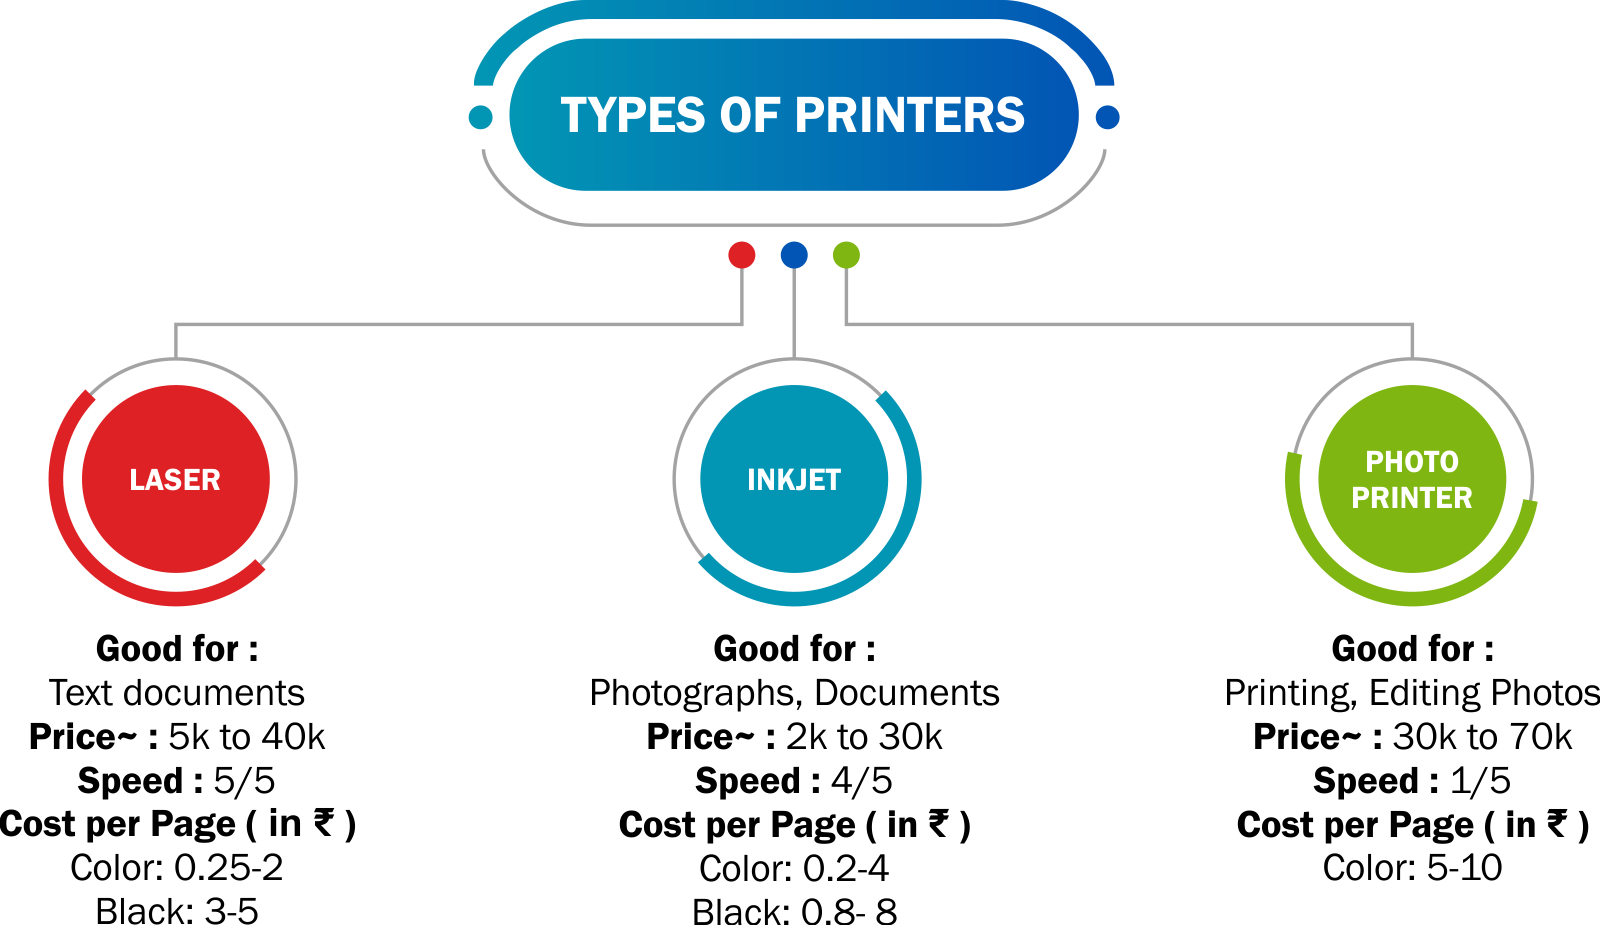 TYPES OF PRINTERS
LASER
Good for :
Text documents
Price~ : 5k to 40k
Speed : 5/5
Cost per Page ( in ₹ )
Color: 0.25-2
Black: 3-5
INKJET
Good for :
Photographs, Documents
Price~ : 2k to 30k
Speed : 4/5
Cost per Page ( in ₹ )
Color: 0.2-4
Black: 0.8- 8
PHOTO
PRINTER
Good for :
Printing, Editing Photos
Price~ : 30k to 70k
Speed : 1/5
Cost per Page ( in ₹ )
Color: 5-10